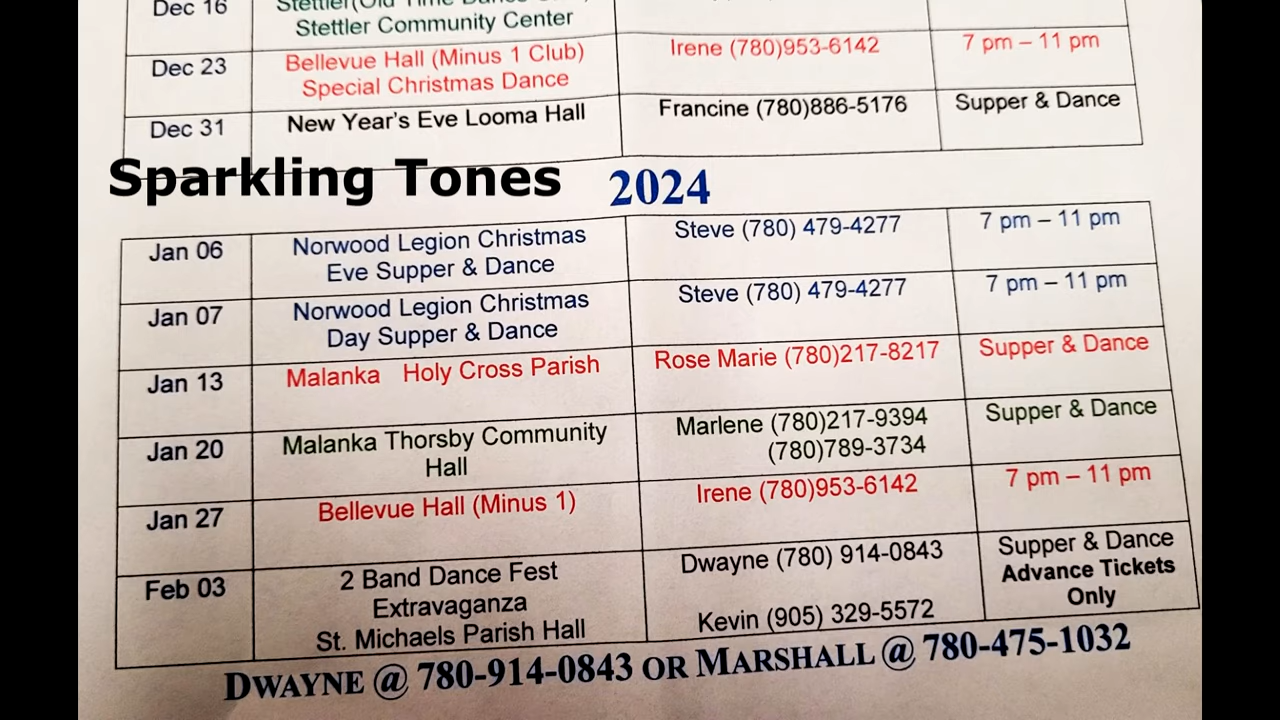 Dec 16
Stettler(Old Time Dance
Stettler Community Center
Dec 23
Bellevue Hall (Minus 1 Club)
Special Christmas Dance
Irene (780)953-6142
7 pm – 11 pm
Dec 31
New Year's Eve Looma Hall
Francine (780)886-5176
Supper & Dance
Sparkling Tones
2024
Jan 06
Norwood Legion Christmas
Eve Supper & Dance
Steve (780) 479-4277
7 pm – 11 pm
Jan 07
Norwood Legion Christmas
Day Supper & Dance
Steve (780) 479-4277
7 pm – 11 pm
Jan 13
Malanka Holy Cross Parish
Rose Marie (780)217-8217
Supper & Dance
Jan 20
Malanka Thorsby Community
Hall
Marlene (780)217-9394
(780)789-3734
Supper & Dance
Jan 27
Bellevue Hall (Minus 1)
Irene (780)953-6142
7 pm – 11 pm
Feb 03
2 Band Dance Fest
Extravaganza
St. Michaels Parish Hall
Dwayne (780) 914-0843
Kevin (905) 329-5572
Supper & Dance
Advance Tickets
Only
DWAYNE @ 780-914-0843 OR MARSHALL @ 780-475-1032